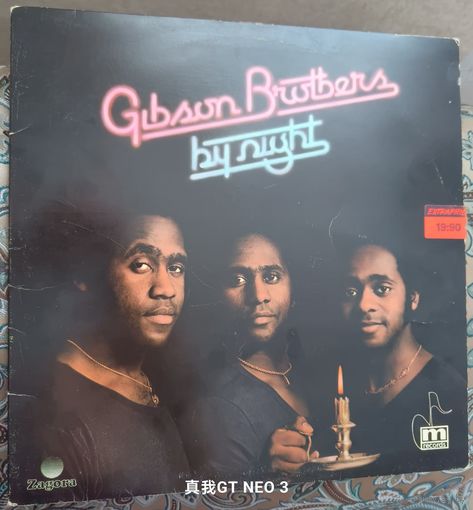 Gibson Brothers
by night
EXTRAPRIS
19:90
m
records
Zagora
真我GT NEO 3